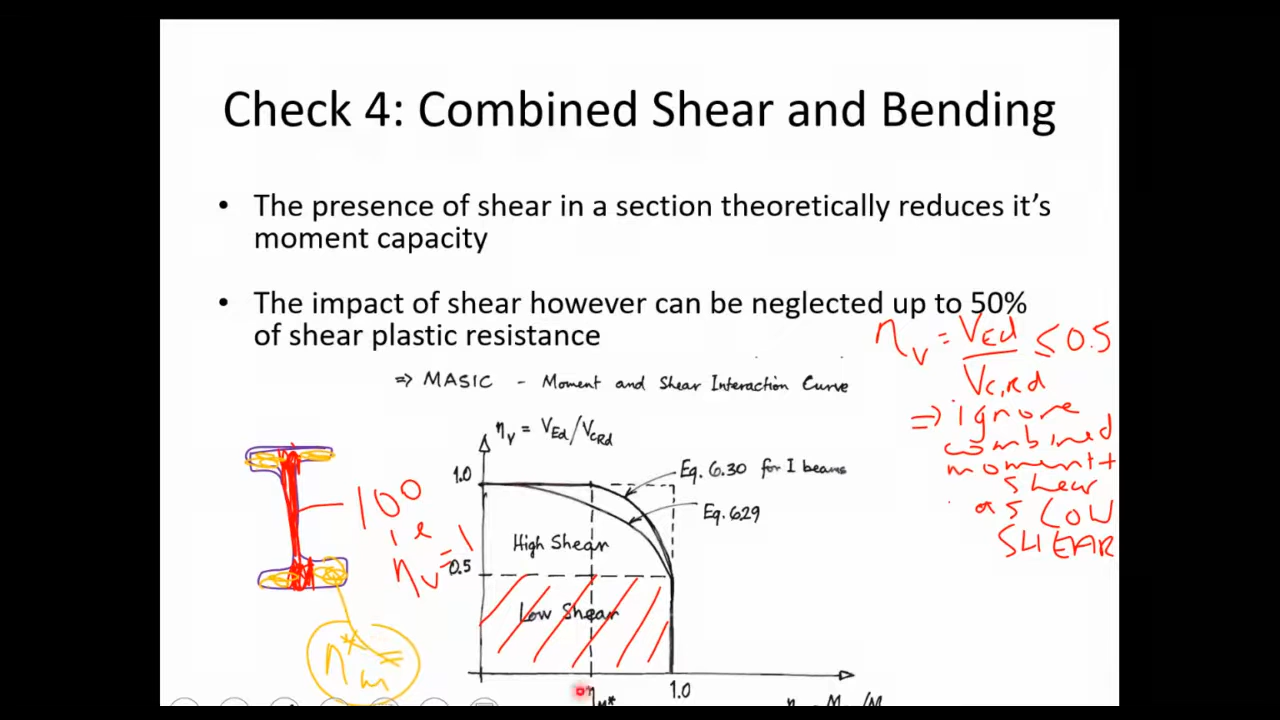 Check 4: Combined Shear and Bending
• The presence of shear in a section theoretically reduces it's
moment capacity
• The impact of shear however can be neglected up to 50%
of shear plastic resistance
ηv = VEd / Vc,Rd ≤ 0.5
⇒ ignore
combined
moment +
shear
as LOW
SHEAR
⇒ MASIC - Moment and Shear Interaction Curve
ηv = VEd/VcRd
1.0
Eq. 6.30 for I beams
Eq. 6.29
High Shear
0.5
Low Shear
100
i.e
ηv = 1
η*m
ηM*
1.0